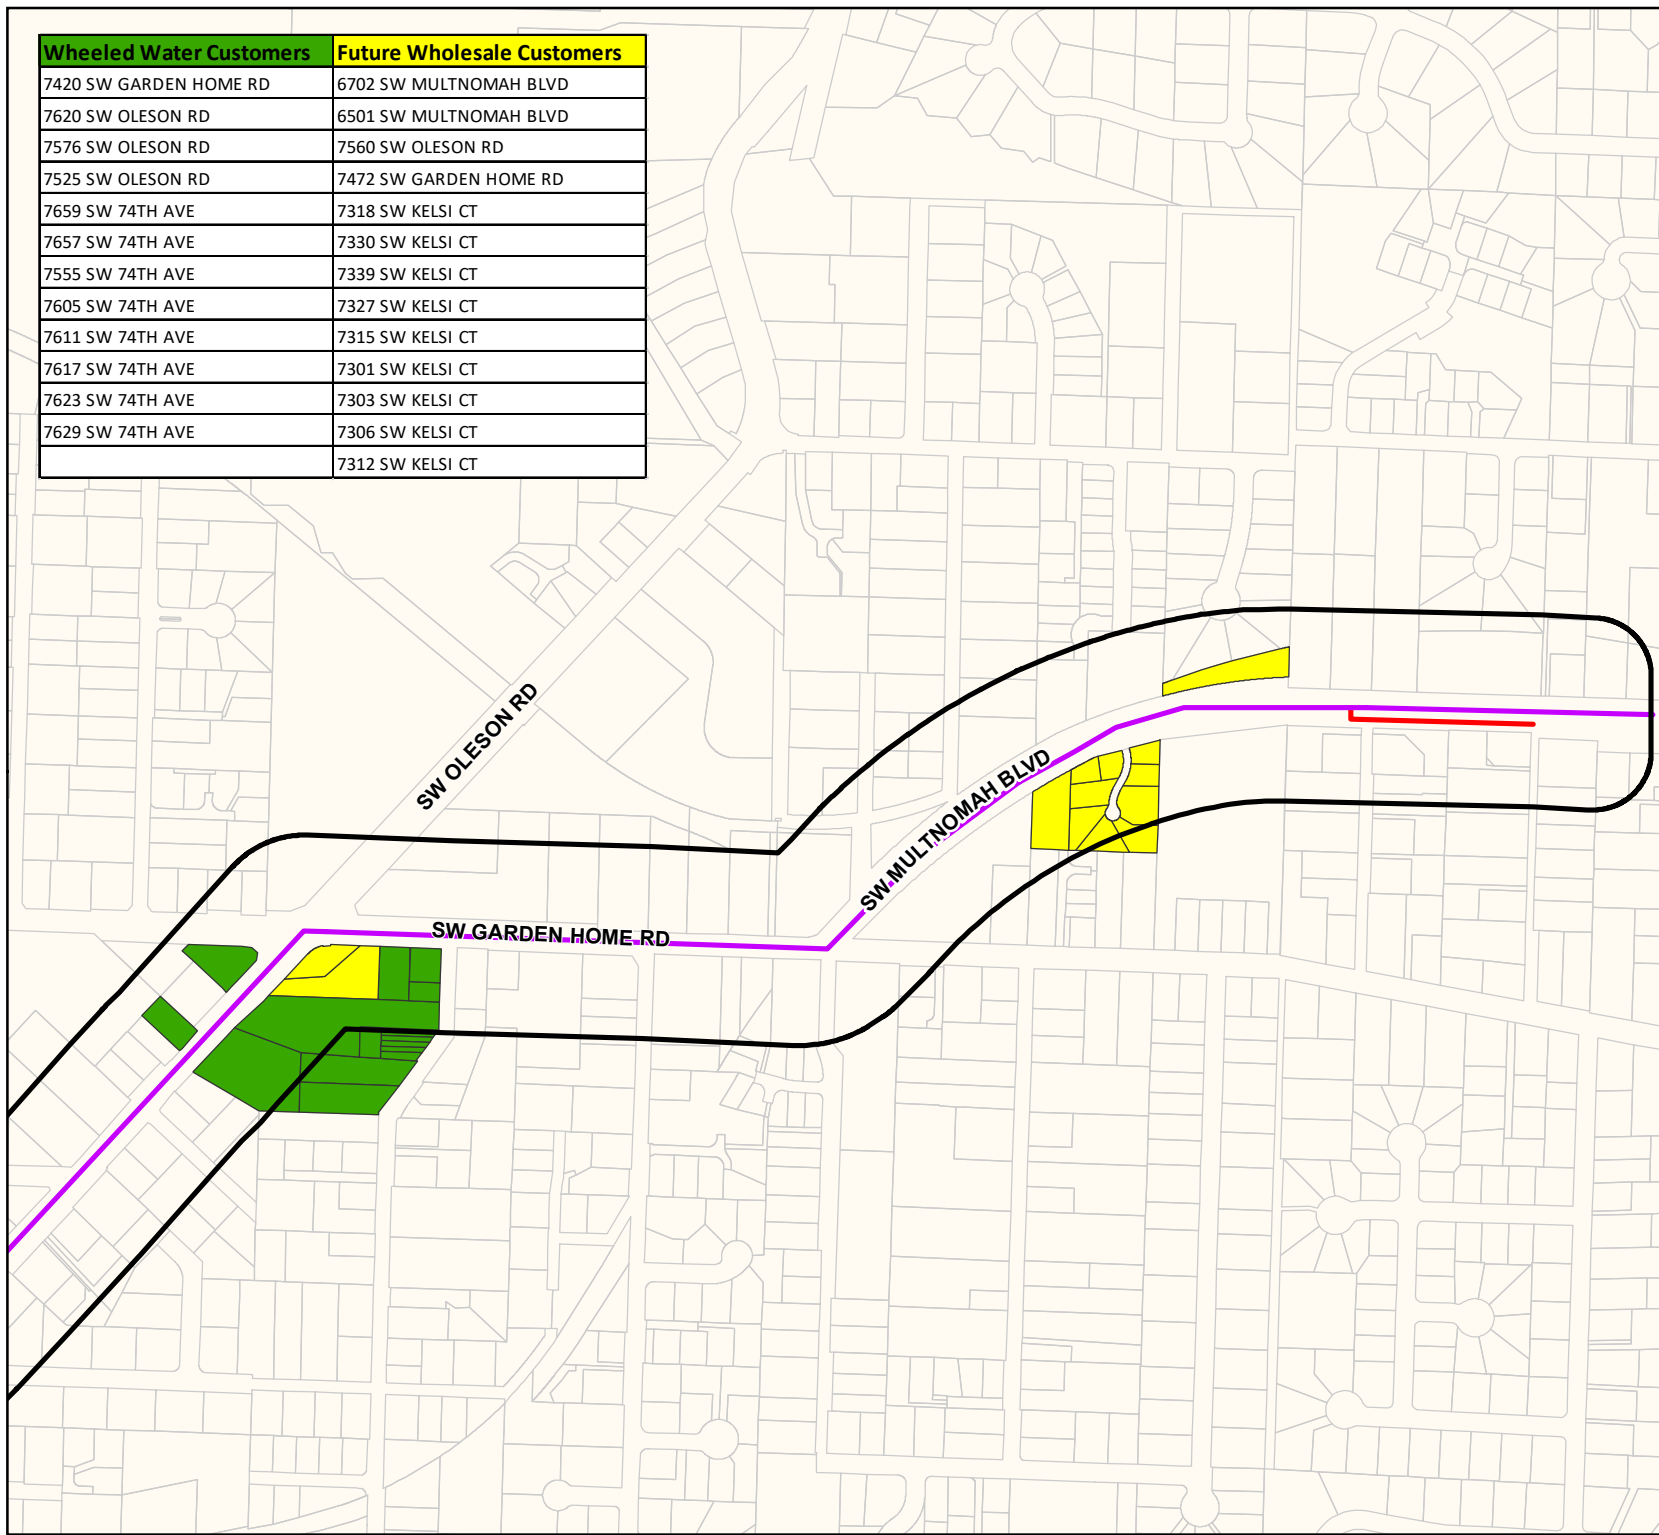 Wheeled Water Customers Future Wholesale Customers
7420 SW GARDEN HOME RD 6702 SW MULTNOMAH BLVD
7620 SW OLESON RD 6501 SW MULTNOMAH BLVD
7576 SW OLESON RD 7560 SW OLESON RD
7525 SW OLESON RD 7472 SW GARDEN HOME RD
7659 SW 74TH AVE 7318 SW KELSI CT
7657 SW 74TH AVE 7330 SW KELSI CT
7555 SW 74TH AVE 7339 SW KELSI CT
7605 SW 74TH AVE 7327 SW KELSI CT
7611 SW 74TH AVE 7315 SW KELSI CT
7617 SW 74TH AVE 7301 SW KELSI CT
7623 SW 74TH AVE 7303 SW KELSI CT
7629 SW 74TH AVE 7306 SW KELSI CT
7312 SW KELSI CT
SW OLESON RD
SW MULTNOMAH BLVD
SW GARDEN HOME RD